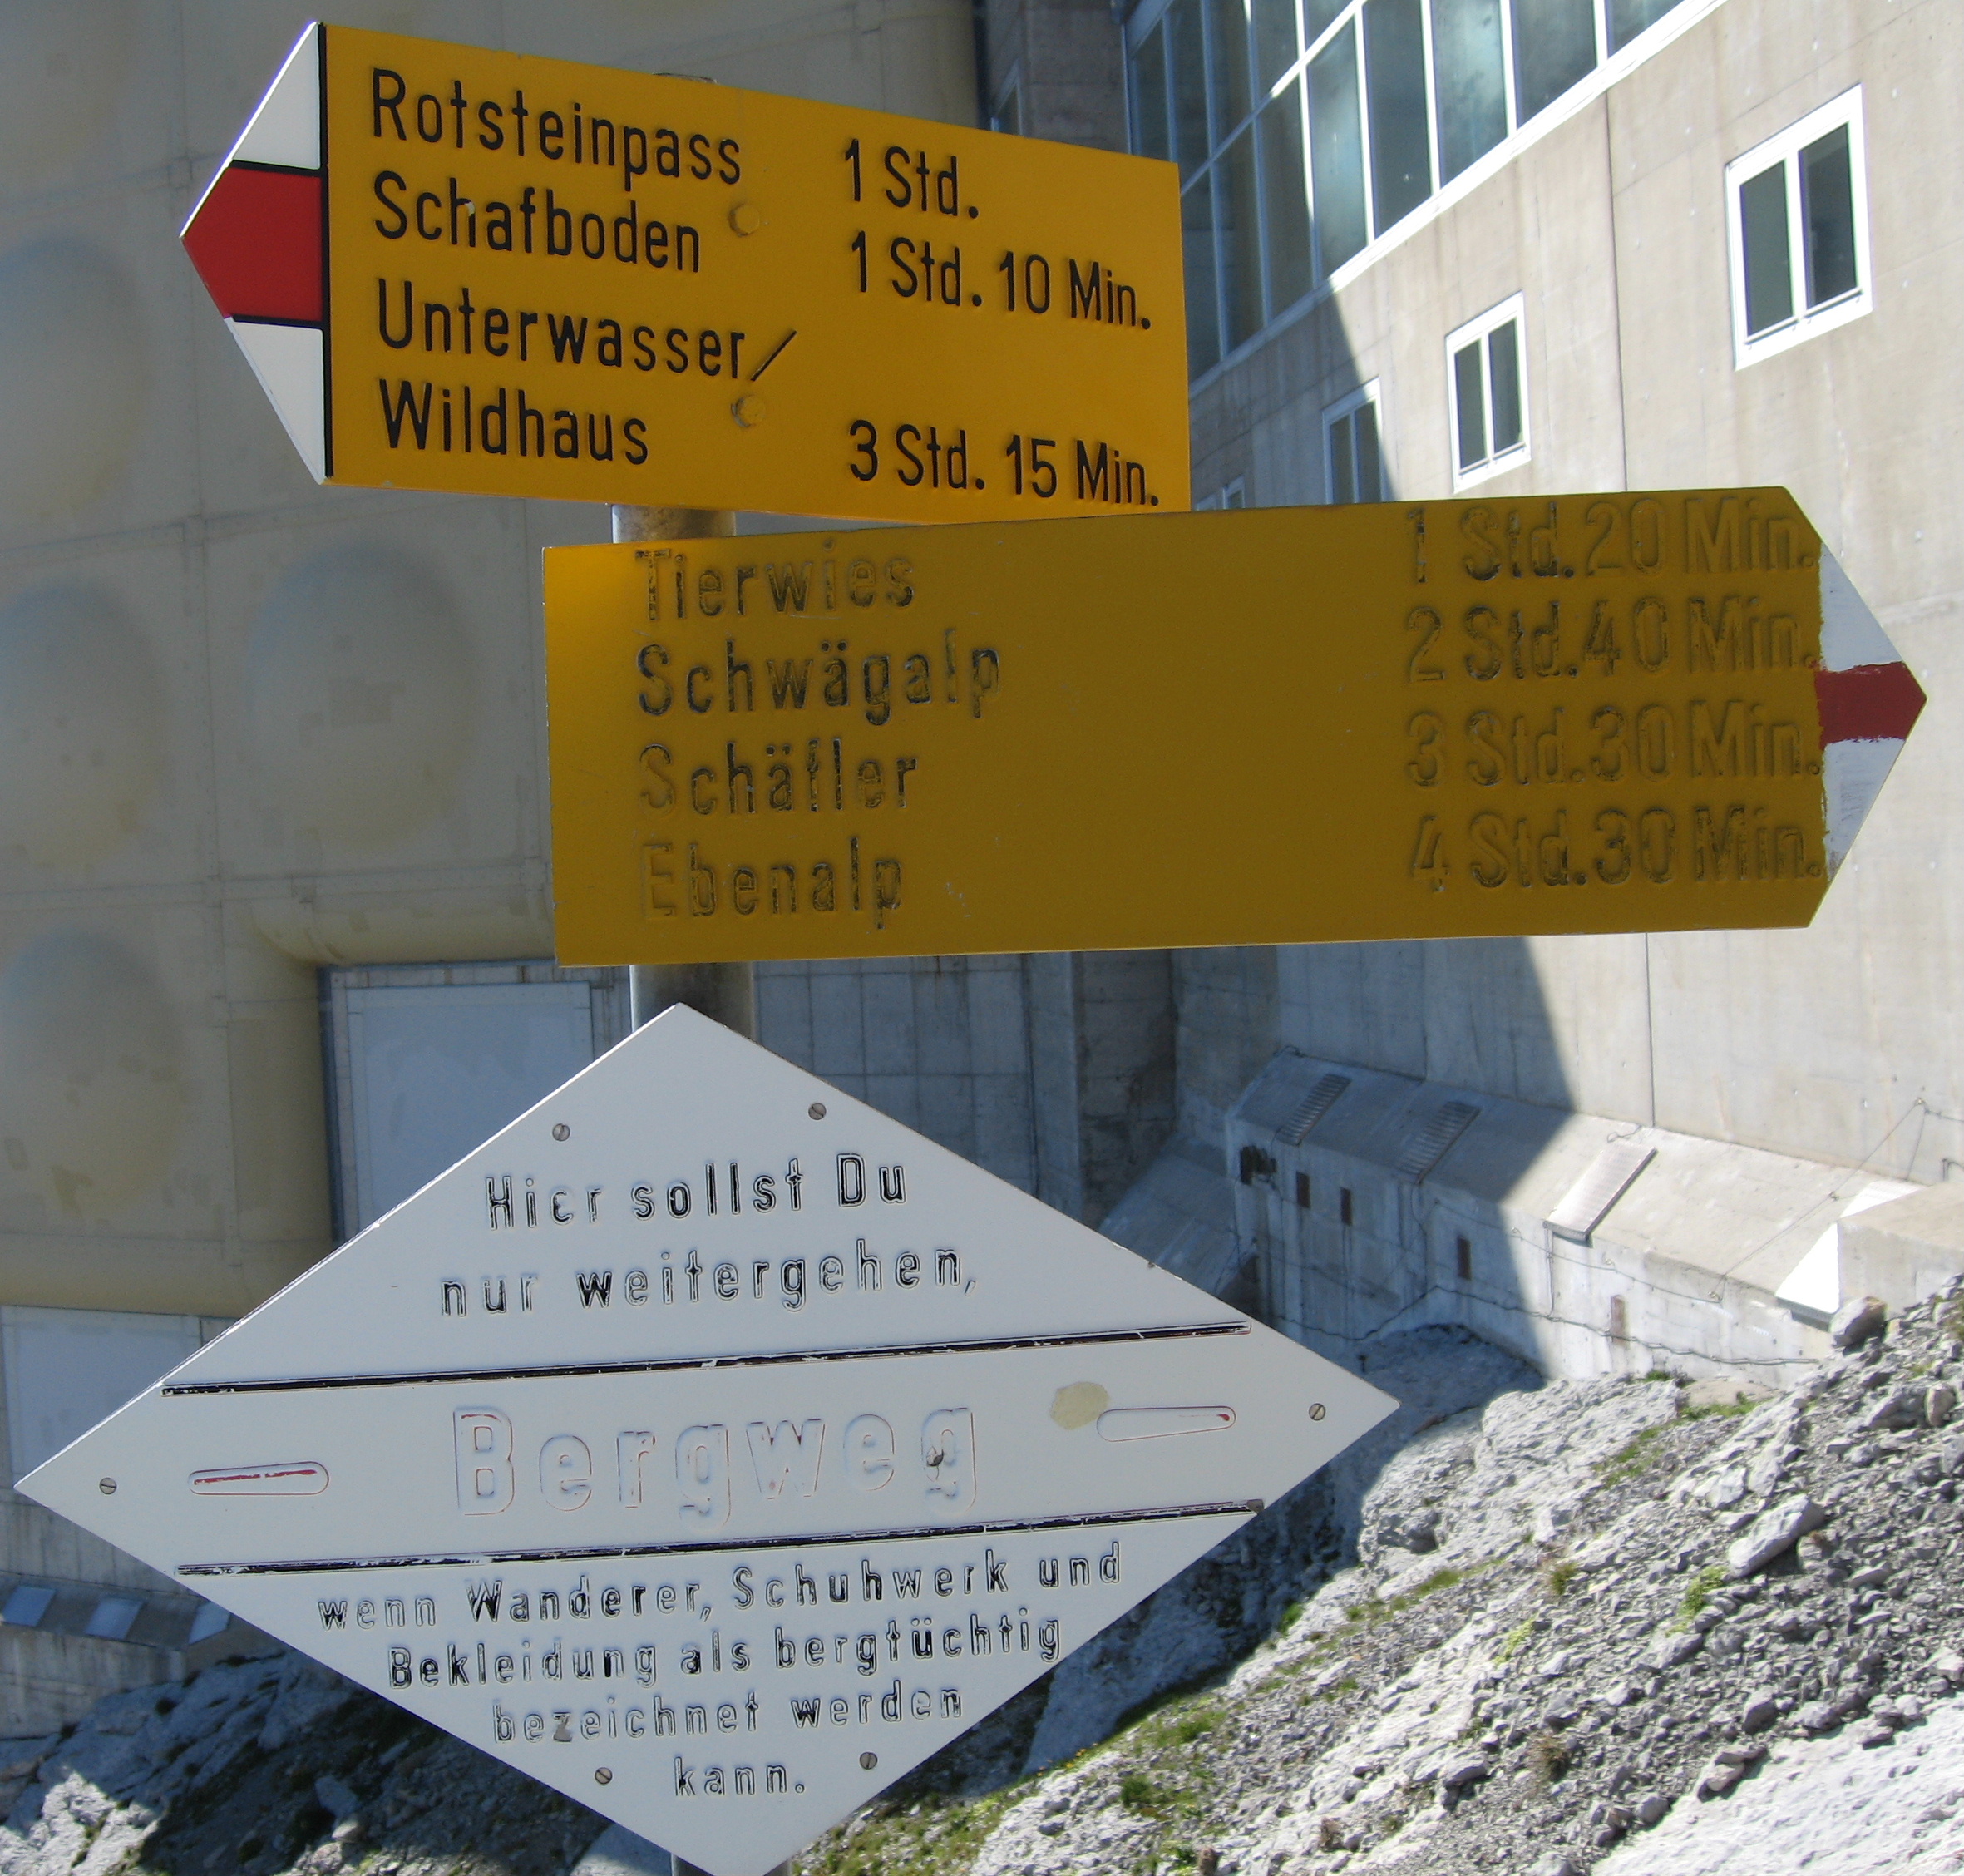 Rotsteinpass 1 Std.
Schafboden 1 Std. 10 Min.
Unterwasser/
Wildhaus 3 Std. 15 Min.
Tierwies 1 Std. 20 Min.
Schwägalp 2 Std. 40 Min.
Schäfler 3 Std. 30 Min.
Ebenalp 4 Std. 30 Min.
Hier sollst Du
nur weitergehen,
Bergweg
wenn Wanderer, Schuhwerk und
Bekleidung als bergtüchtig
bezeichnet werden
kann.